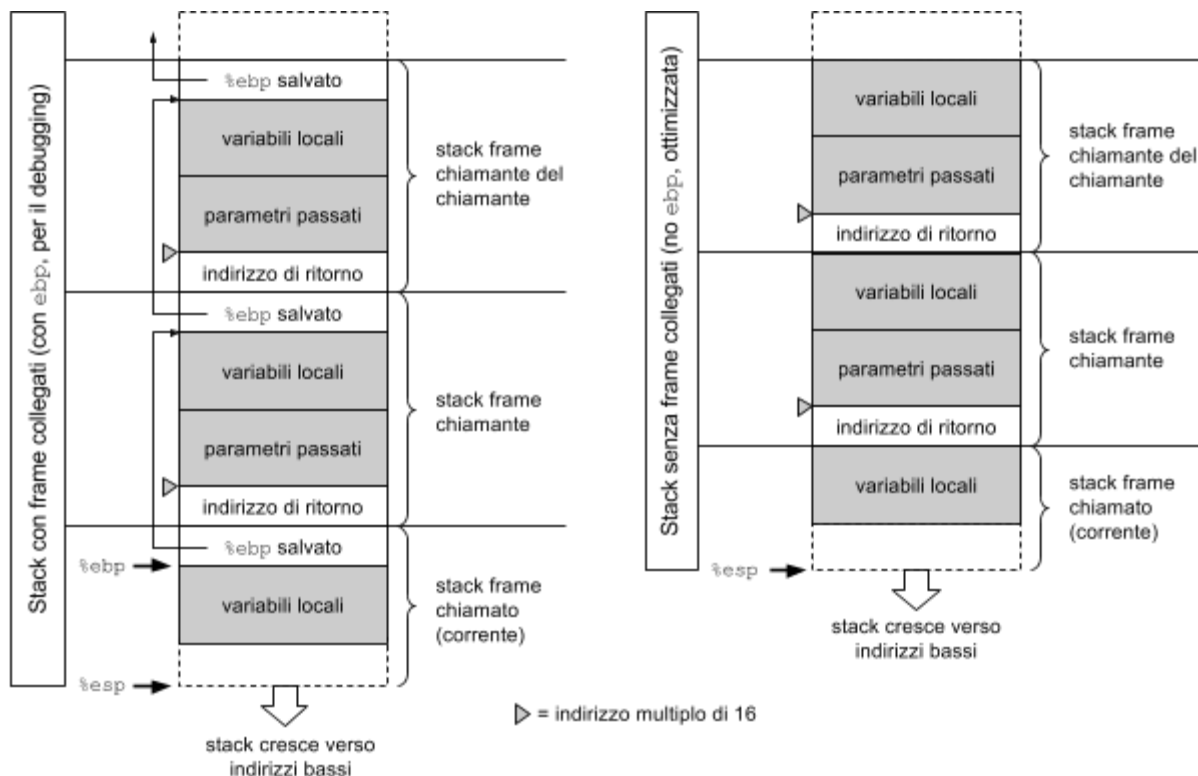 Stack con frame collegati (con ebp, per il debugging)
%ebp salvato
variabili locali
parametri passati
indirizzo di ritorno
stack frame
chiamante del
chiamante
%ebp salvato
variabili locali
parametri passati
indirizzo di ritorno
stack frame
chiamante
%ebp salvato
%ebp
variabili locali
stack frame
chiamato
(corrente)
%esp
stack cresce verso
indirizzi bassi
Stack senza frame collegati (no ebp, ottimizzata)
variabili locali
parametri passati
indirizzo di ritorno
stack frame
chiamante del
chiamante
variabili locali
parametri passati
indirizzo di ritorno
stack frame
chiamante
variabili locali
stack frame
chiamato
(corrente)
%esp
stack cresce verso
indirizzi bassi
= indirizzo multiplo di 16